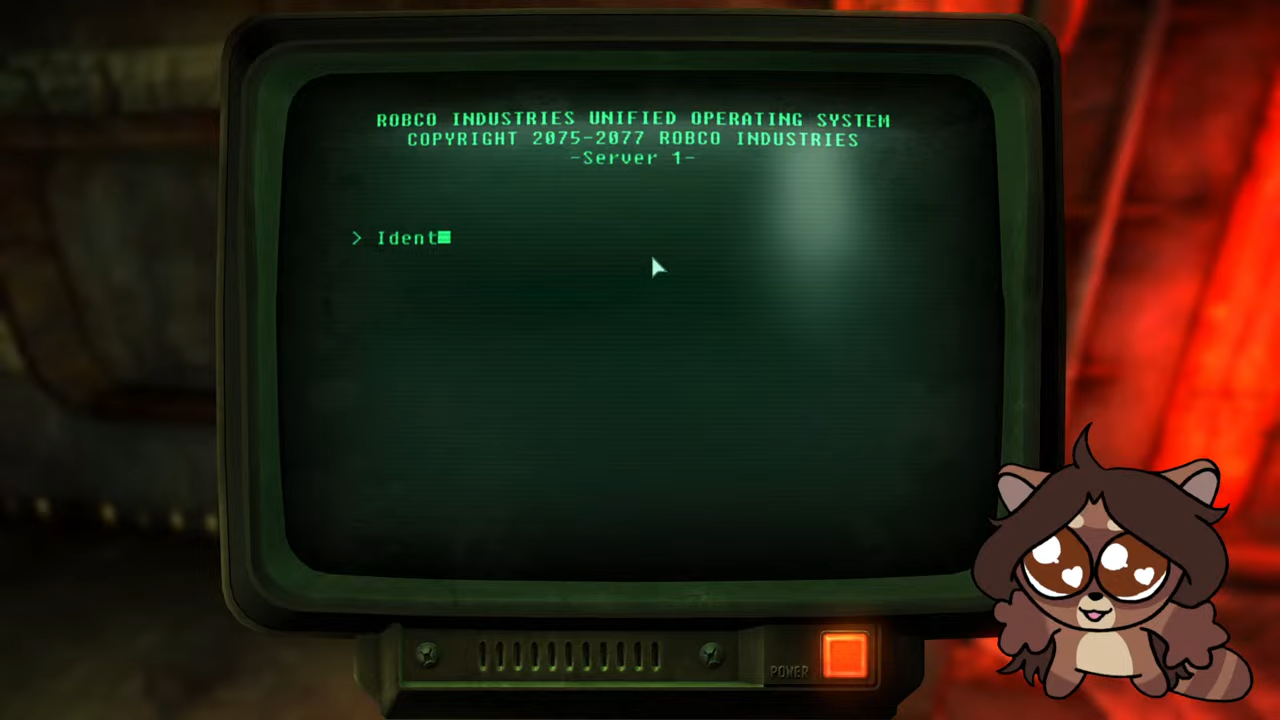 ROBCO INDUSTRIES UNIFIED OPERATING SYSTEM
COPYRIGHT 2075-2077 ROBCO INDUSTRIES
-Server 1-
> Ident
POWER